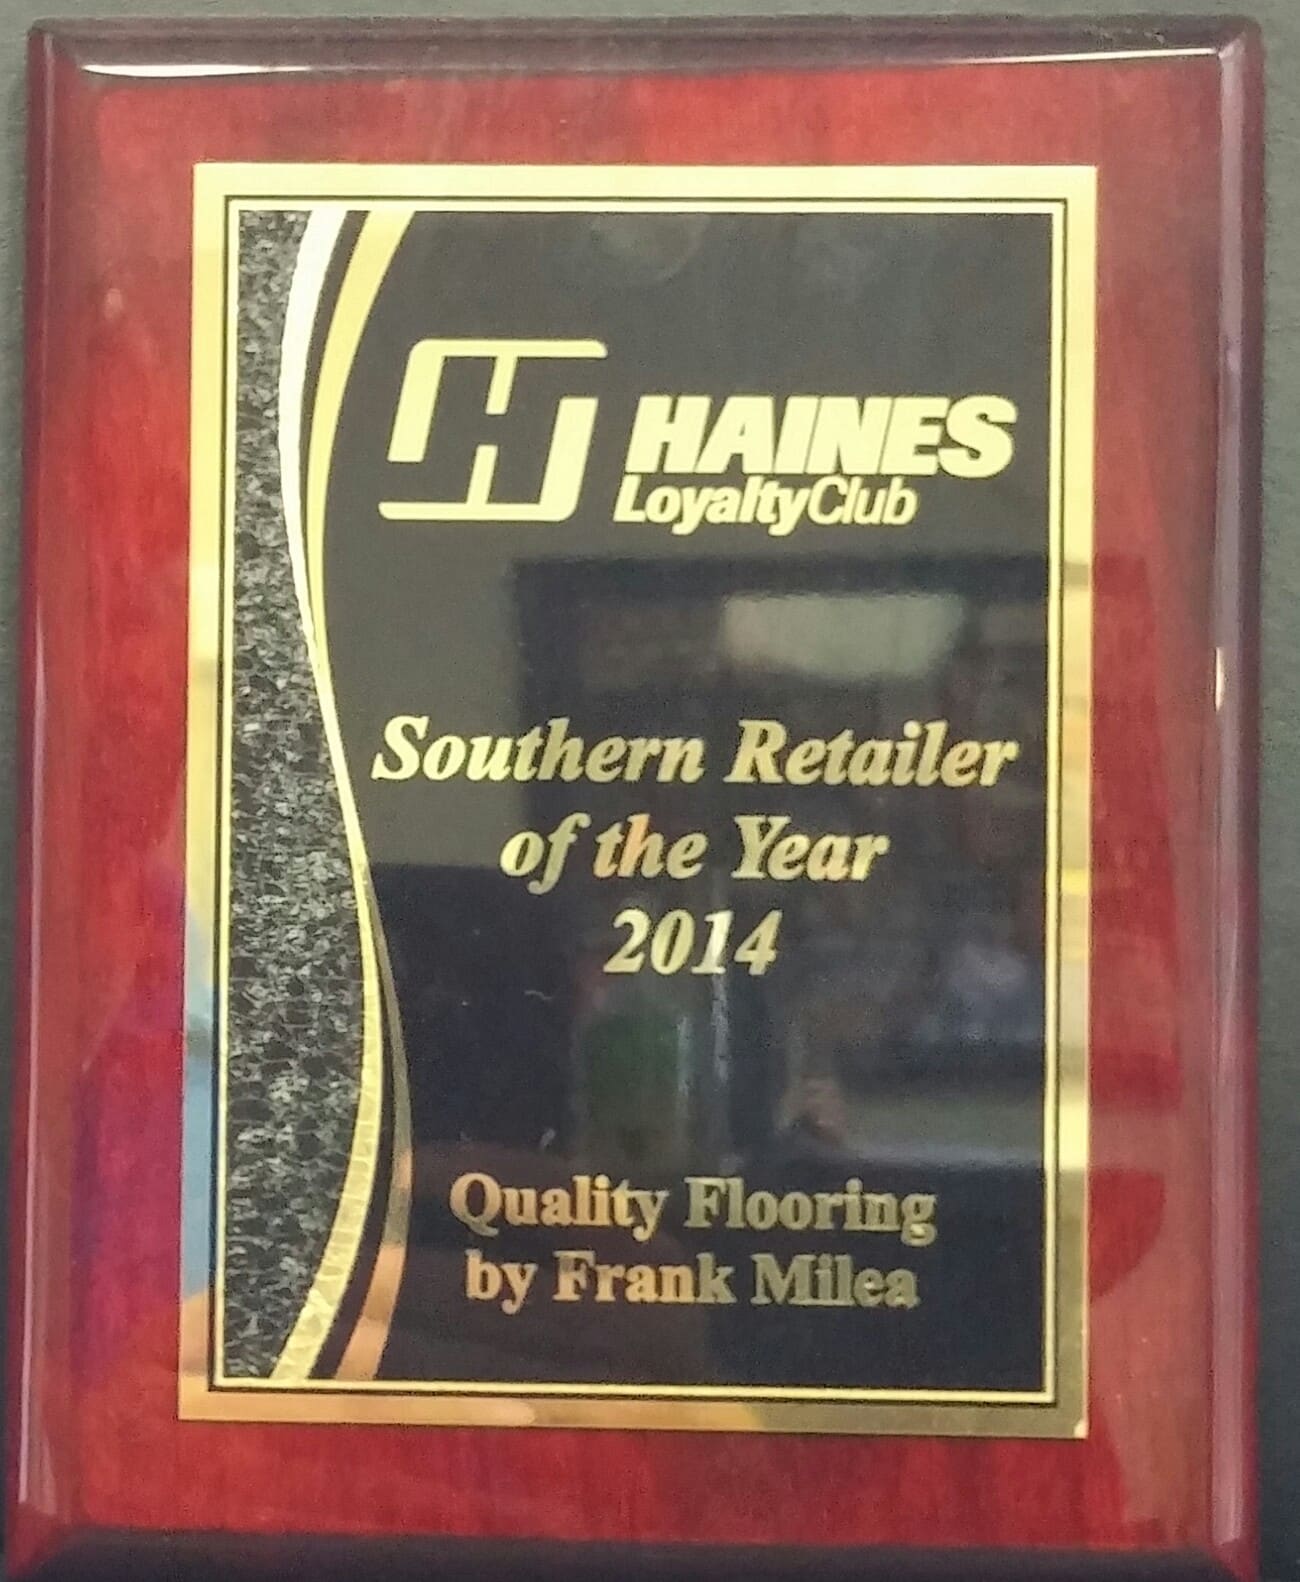 HAINES
LoyaltyClub
Southern Retailer
of the Year
2014
Quality Flooring
by Frank Milea